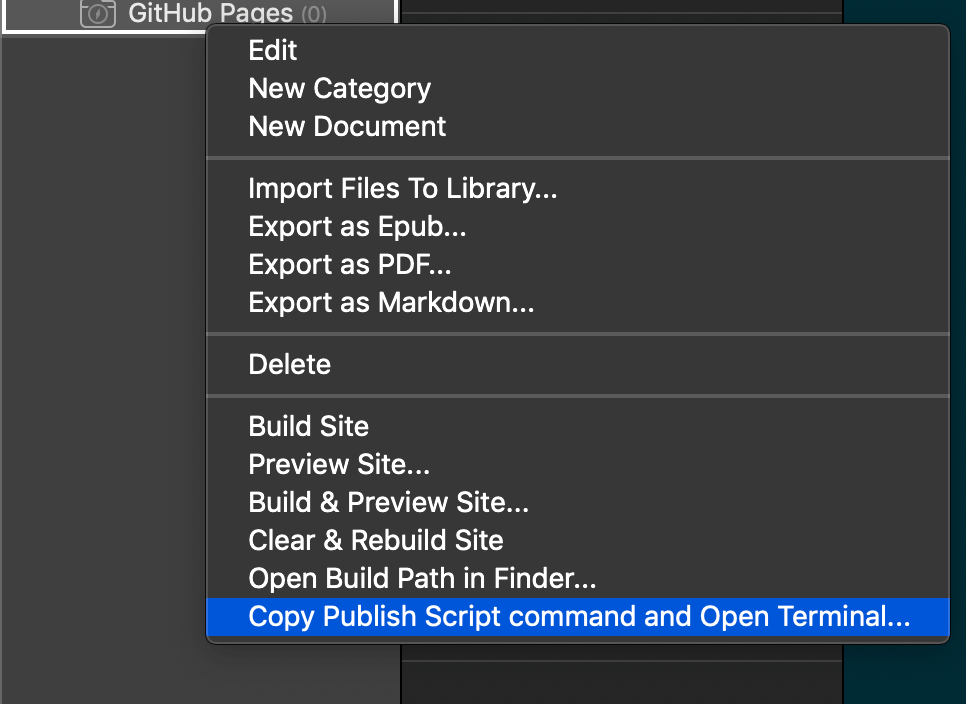 GitHub Pages (0)
Edit
New Category
New Document
Import Files To Library...
Export as Epub...
Export as PDF...
Export as Markdown...
Delete
Build Site
Preview Site...
Build & Preview Site...
Clear & Rebuild Site
Open Build Path in Finder...
Copy Publish Script command and Open Terminal...